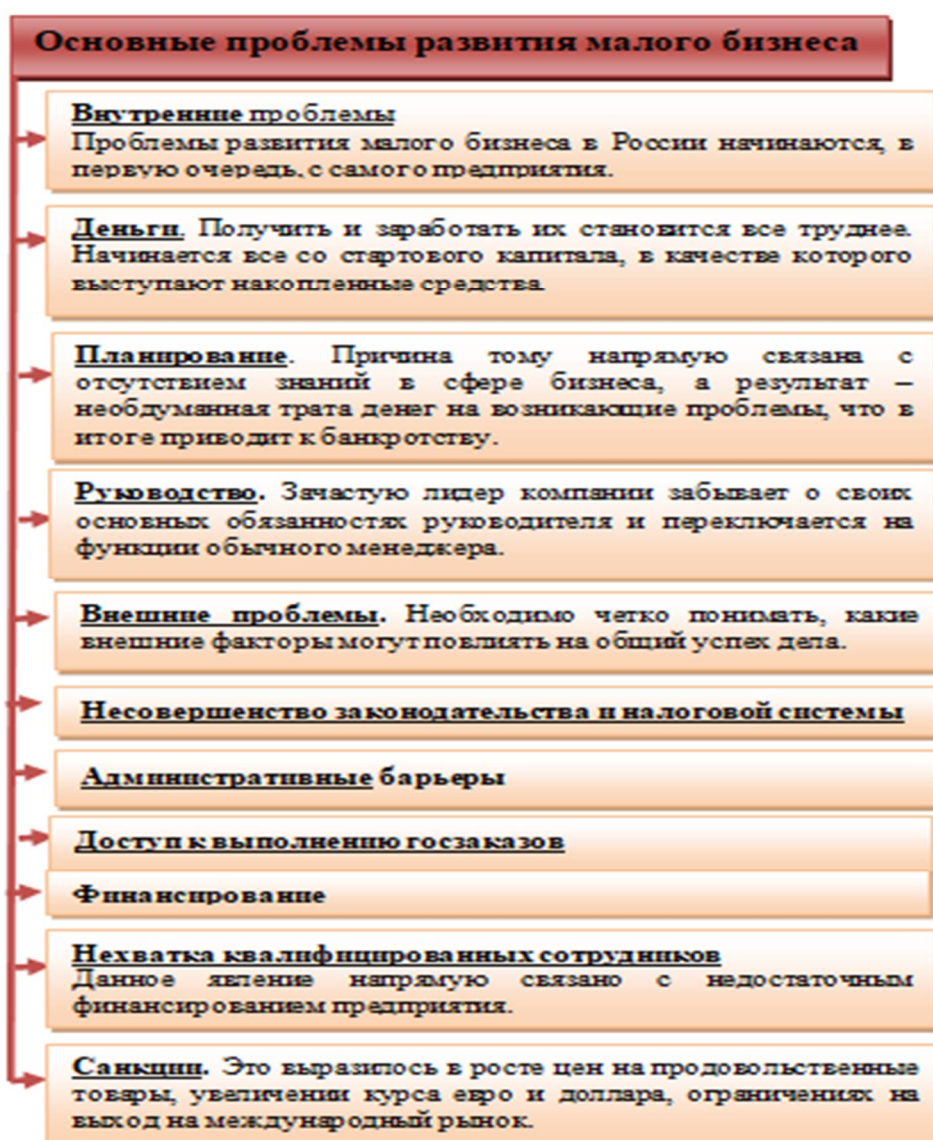 Основные проблемы развития малого бизнеса
Внутренние проблемы
Проблемы развития малого бизнеса в России начинаются, в
первую очередь, с самого предприятия.
Деньги. Получить и заработать их становится все труднее.
Начинается все со стартового капитала, в качестве которого
выступают накопленные средства.
Планирование. Причина тому напрямую связана с
отсутствием знаний в сфере бизнеса, а результат –
необдуманная трата денег на возникающие проблемы, что в
итоге приводит к банкротству.
Руководство. Зачастую лидер компании забывает о своих
основных обязанностях руководителя и переключается на
функции обычного менеджера.
Внешние проблемы. Необходимо четко понимать, какие
внешние факторы могут повлиять на общий успех дела.
Несовершенство законодательства и налоговой системы
Административные барьеры
Доступ к выполнению госзаказов
Финансирование
Нехватка квалифицированных сотрудников
Данное явление напрямую связано с недостаточным
финансированием предприятия.
Санкции. Это выразилось в росте цен на продовольственные
товары, увеличении курса евро и доллара, ограничениях на
выход на международный рынок.